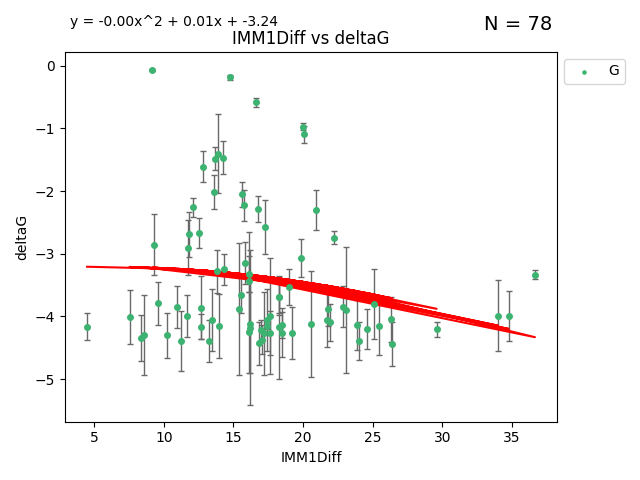 y = -0.00x^2 + 0.01x + -3.24
N = 78
IMM1Diff vs deltaG
G
0
−1
−2
−3
−4
−5
deltaG
5 10 15 20 25 30 35
IMM1Diff